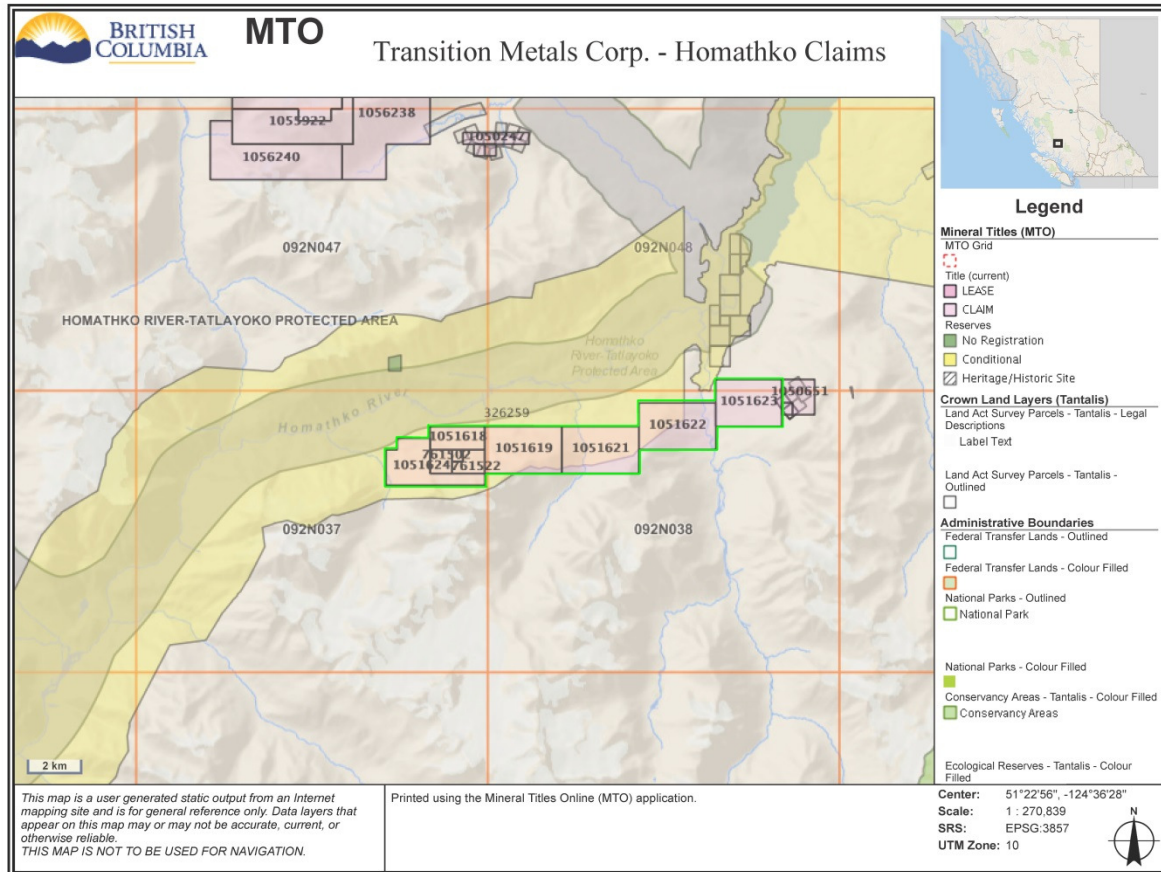 BRITISH
COLUMBIA
MTO
Transition Metals Corp. - Homathko Claims
1055922
1056238
1056240
1050247
092N047
092N048
HOMATHKO RIVER-TATLAYOKO PROTECTED AREA
Homathko
River-Tatlayoko
Protected Area
Homathko River
326259
1050651
1051623
1051622
1051618
1051619
1051621
761502
1051624
761522
092N037
092N038
2 km
Legend
Mineral Titles (MTO)
MTO Grid
Title (current)
LEASE
CLAIM
Reserves
No Registration
Conditional
Heritage/Historic Site
Crown Land Layers (Tantalis)
Land Act Survey Parcels - Tantalis - Legal
Descriptions
Label Text
Land Act Survey Parcels - Tantalis -
Outlined
Administrative Boundaries
Federal Transfer Lands - Outlined
Federal Transfer Lands - Colour Filled
National Parks - Outlined
National Park
National Parks - Colour Filled
Conservancy Areas - Tantalis - Colour Filled
Conservancy Areas
Ecological Reserves - Tantalis - Colour
Filled
This map is a user generated static output from an Internet
mapping site and is for general reference only. Data layers that
appear on this map may or may not be accurate, current, or
otherwise reliable.
THIS MAP IS NOT TO BE USED FOR NAVIGATION.
Printed using the Mineral Titles Online (MTO) application.
Center: 51°22'56", -124°36'28"
Scale: 1 : 270,839
SRS: EPSG:3857
UTM Zone: 10
N